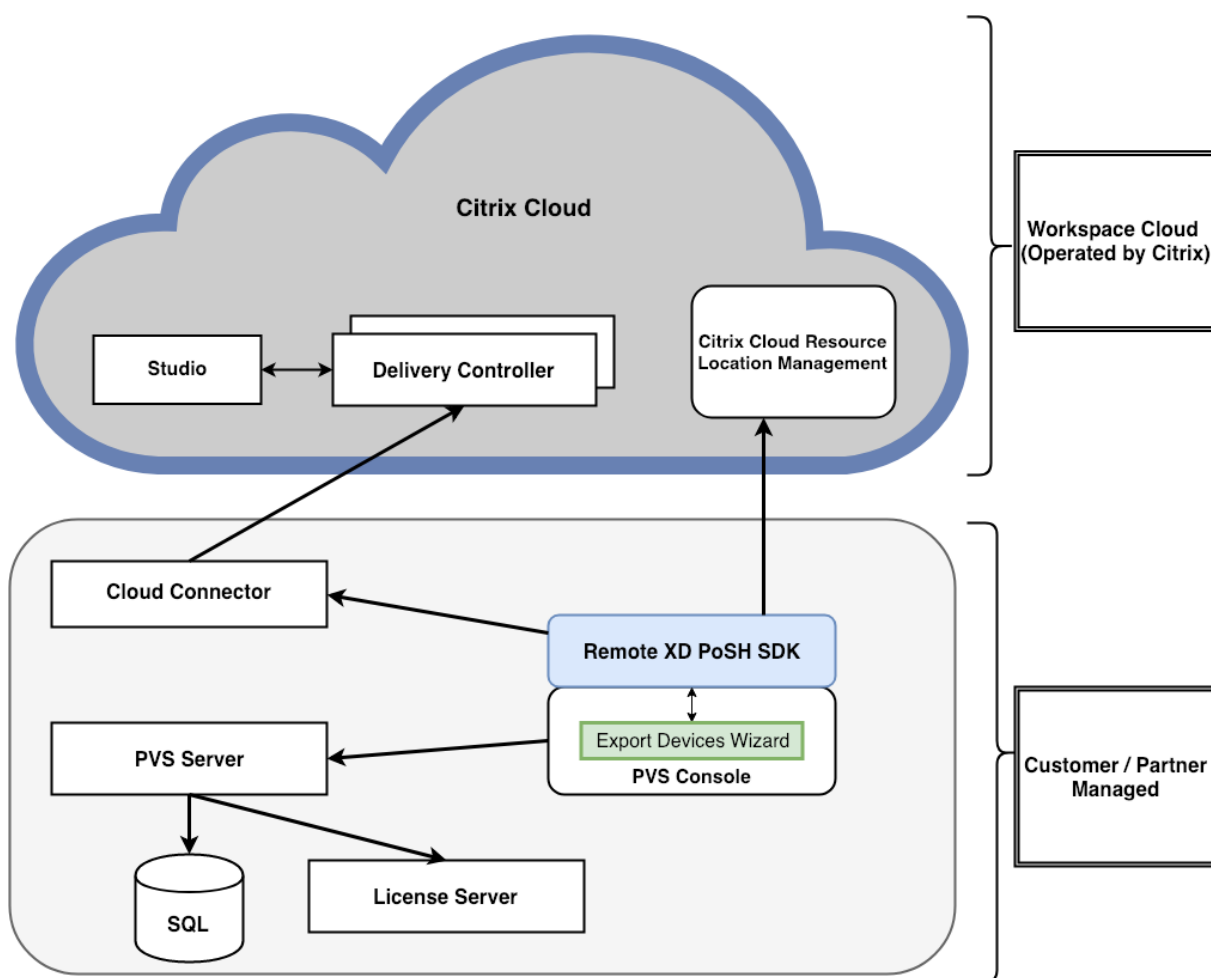 Citrix Cloud
Workspace Cloud
(Operated by Citrix)
Citrix Cloud Resource
Location Management
Studio
Delivery Controller
Cloud Connector
Remote XD PoSH SDK
Export Devices Wizard
PVS Console
PVS Server
Customer / Partner
Managed
License Server
SQL